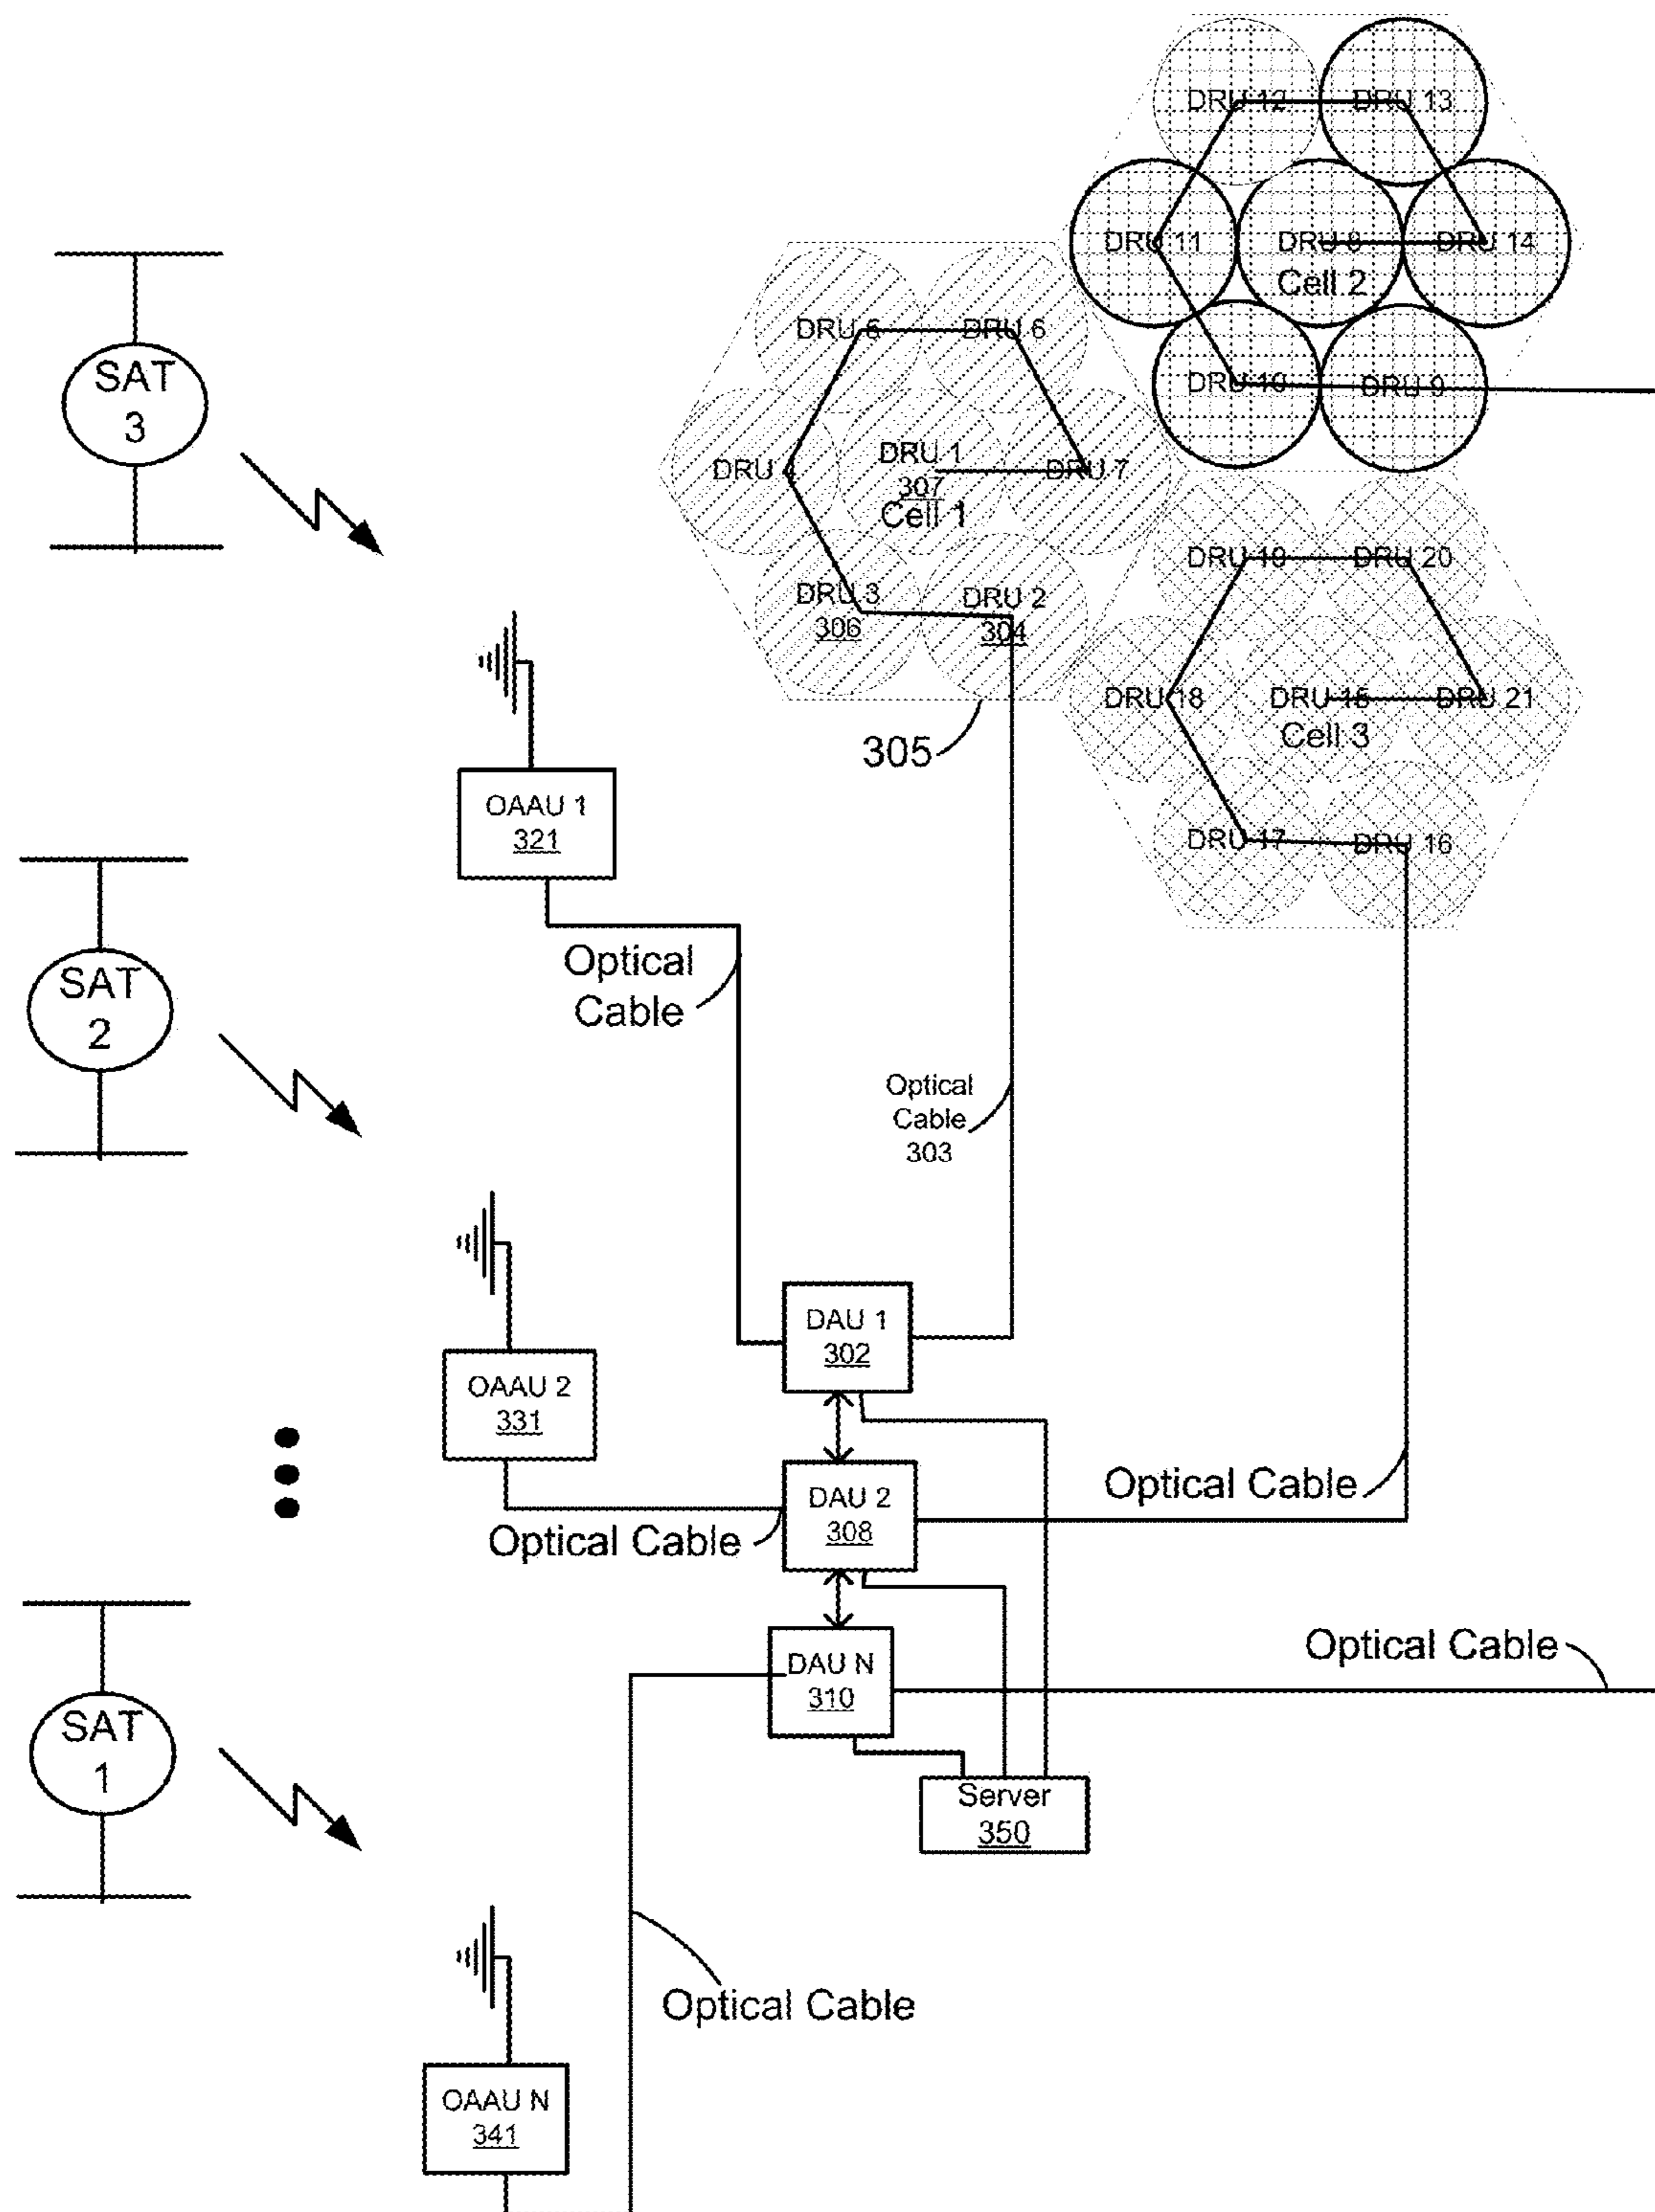 DRU 12
DRU 13
DRU 11
DRU 8
DRU 14
Cell 2
DRU 10
DRU 9
SAT
3
DRU 5
DRU 6
DRU 1
307
DRU 4
DRU 7
Cell 1
DRU 3
306
DRU 2
304
DRU 19
DRU 20
DRU 18
DRU 15
DRU 21
Cell 3
305
DRU 17
DRU 16
OAAU 1
321
Optical
Cable
SAT
2
Optical
Cable
303
DAU 1
302
OAAU 2
331
Optical Cable
DAU 2
308
Optical Cable
Optical Cable
DAU N
310
SAT
1
Server
350
Optical Cable
OAAU N
341